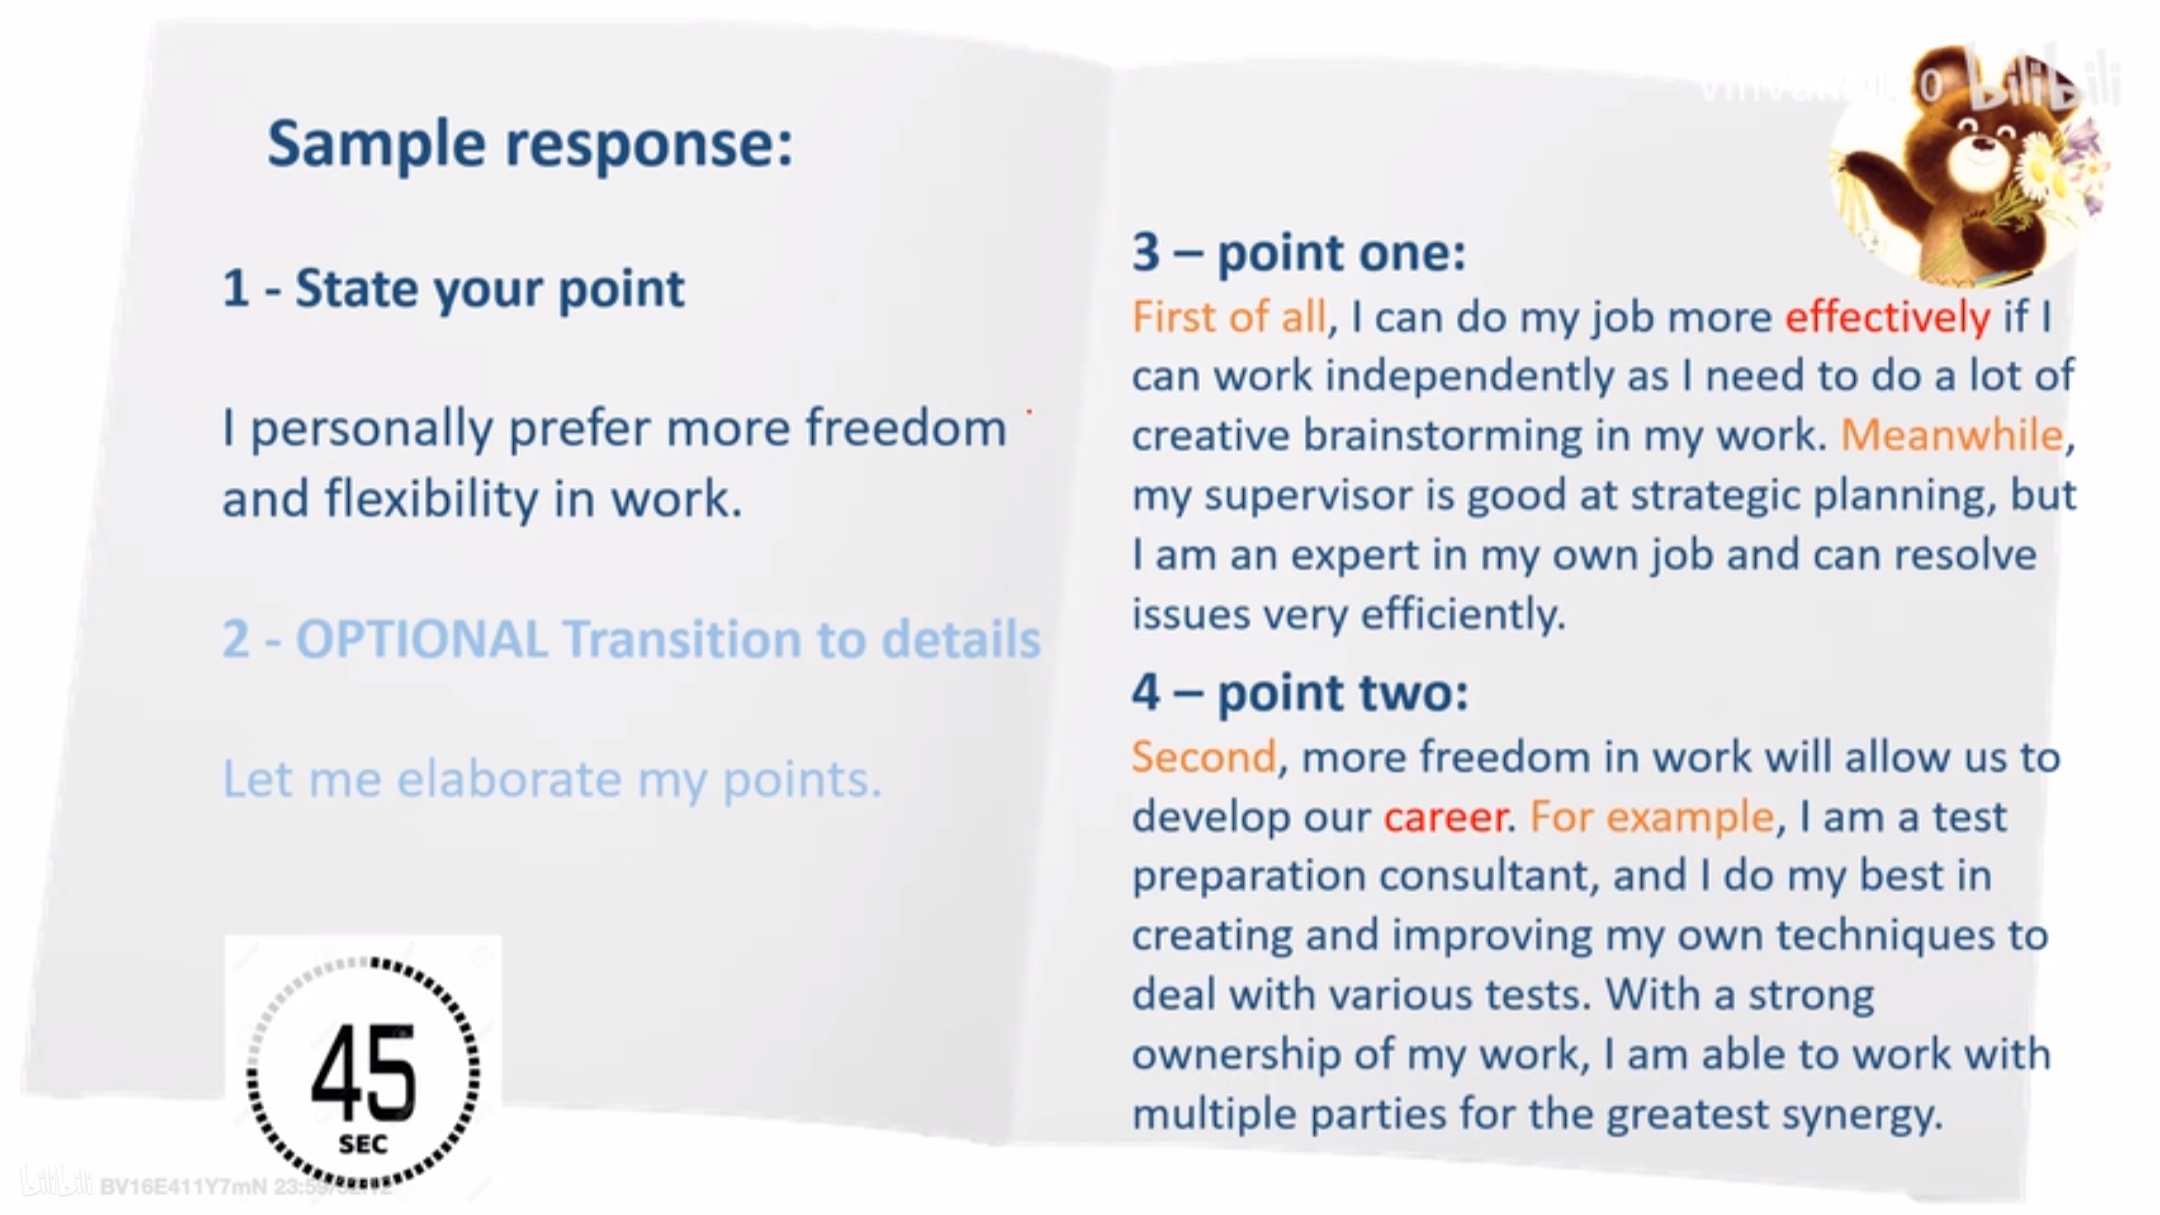 Sample response:
1 - State your point
I personally prefer more freedom
and flexibility in work.
2 - OPTIONAL Transition to details
Let me elaborate my points.
45
SEC
3 – point one:
First of all, I can do my job more effectively if I
can work independently as I need to do a lot of
creative brainstorming in my work. Meanwhile,
my supervisor is good at strategic planning, but
I am an expert in my own job and can resolve
issues very efficiently.
4 – point two:
Second, more freedom in work will allow us to
develop our career. For example, I am a test
preparation consultant, and I do my best in
creating and improving my own techniques to
deal with various tests. With a strong
ownership of my work, I am able to work with
multiple parties for the greatest synergy.
bilibili
bilibili BV16E411Y7mN